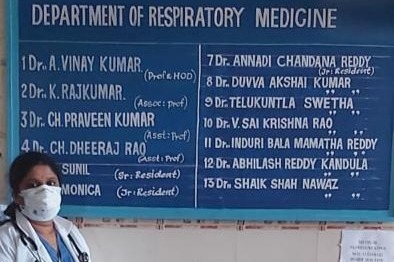 DEPARTMENT OF RESPIRATORY MEDICINE
1 Dr. A. VINAY KUMAR
(Prof & HOD)
2 Dr. K. RAJKUMAR
(Assoc: Prof)
3 Dr. CH. PRAVEEN KUMAR
(Asst: Prof)
4 Dr. CH. DHEERAJ RAO
(Asst: Prof)
SUNIL (Sr: Resident)
MONICA (Jr: Resident)
7 Dr. ANNADI CHANDANA REDDY
(Jr: Resident)
8 Dr. DUVVA AKSHAI KUMAR
" "
9 Dr. TELUKUNTLA SWETHA
" "
10 Dr. V. SAI KRISHNA RAO
" "
11 Dr. INDURI BALA MAMATHA REDDY
" "
12 Dr. ABHILASH REDDY KANDULA
" "
13 Dr. SHAIK SHAH NAWAZ
" "